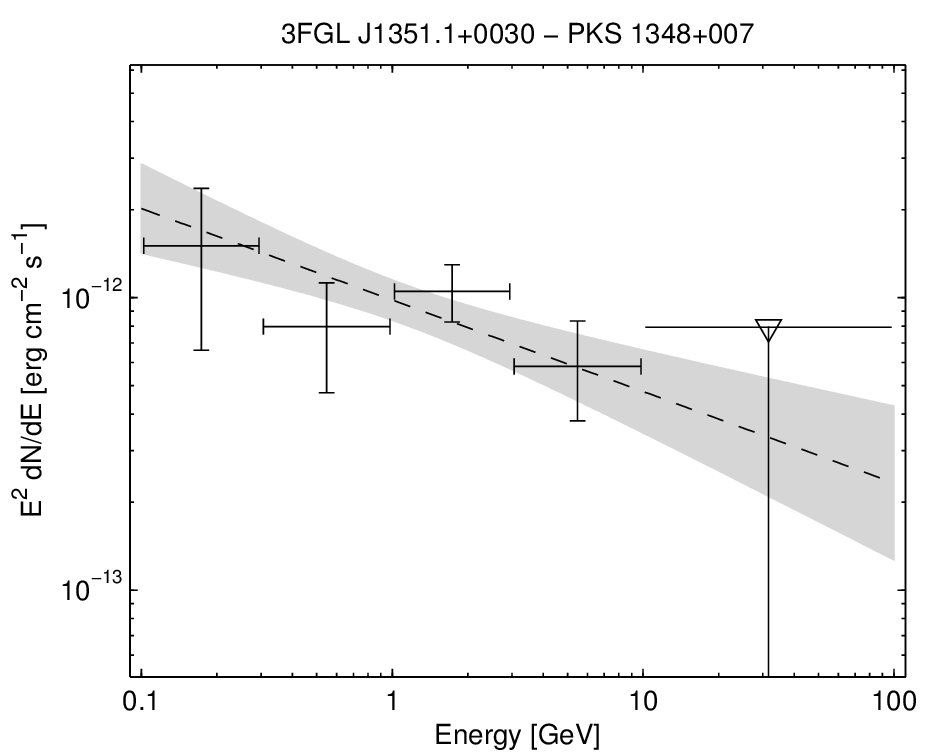 3FGL J1351.1+0030 − PKS 1348+007
E² dN/dE [erg cm⁻² s⁻¹]
10⁻¹²
10⁻¹³
0.1 1 10 100
Energy [GeV]